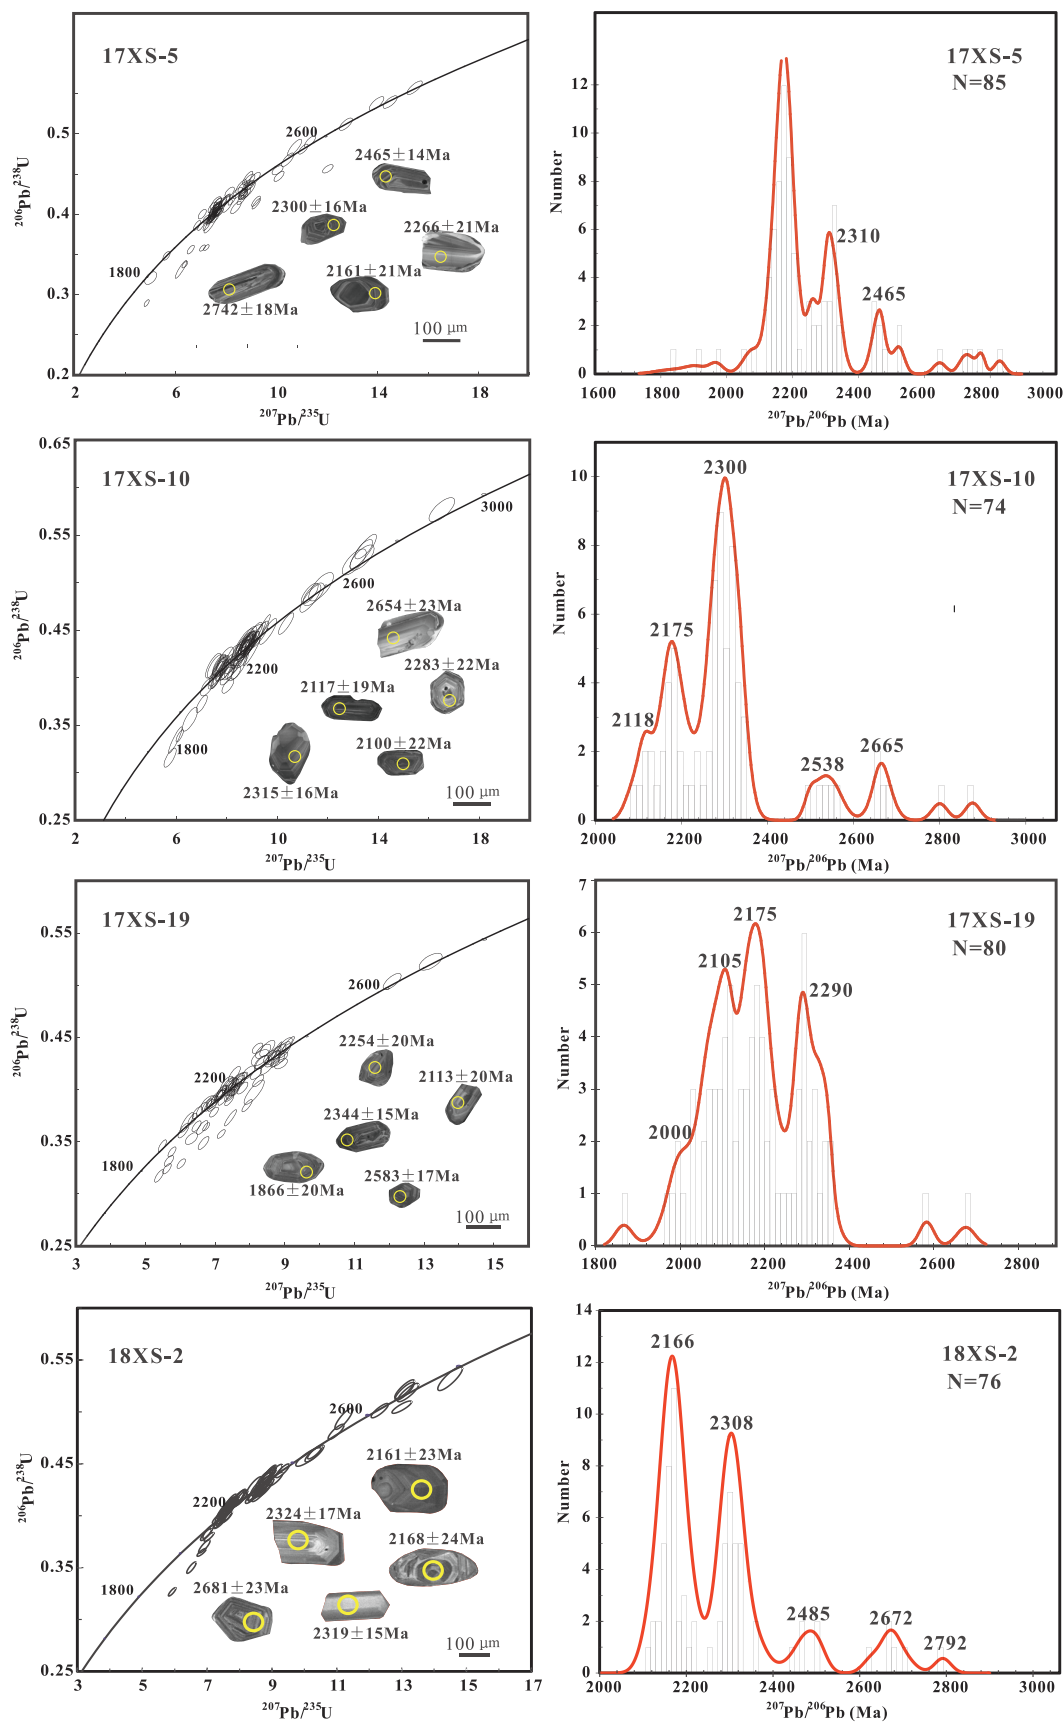 17XS-5
0.5
0.4
0.3
0.2
206Pb/238U
2600
1800
2465±14Ma
2300±16Ma
2266±21Ma
2161±21Ma
2742±18Ma
100 μm
2 6 10 14 18
207Pb/235U
17XS-5
N=85
12
10
8
6
4
2
0
Number
2310
2465
1600 1800 2000 2200 2400 2600 2800 3000
207Pb/206Pb (Ma)
17XS-10
0.65
0.55
0.45
0.35
0.25
206Pb/238U
3000
2600
2200
1800
2654±23Ma
2283±22Ma
2117±19Ma
2100±22Ma
2315±16Ma
100 μm
2 6 10 14 18
207Pb/235U
17XS-10
N=74
10
8
6
4
2
0
Number
2300
2175
2118
2538
2665
2000 2200 2400 2600 2800 3000
207Pb/206Pb (Ma)
17XS-19
0.55
0.45
0.35
0.25
206Pb/238U
2600
2200
1800
2254±20Ma
2113±20Ma
2344±15Ma
1866±20Ma
2583±17Ma
100 μm
3 5 7 9 11 13 15
207Pb/235U
17XS-19
N=80
7
6
5
4
3
2
1
0
Number
2175
2105
2290
2000
1800 2000 2200 2400 2600 2800
207Pb/206Pb (Ma)
18XS-2
0.55
0.45
0.35
0.25
206Pb/238U
2600
2200
1800
2161±23Ma
2324±17Ma
2168±24Ma
2681±23Ma
2319±15Ma
100 μm
3 5 7 9 11 13 15 17
207Pb/235U
18XS-2
N=76
14
12
10
8
6
4
2
0
Number
2166
2308
2485
2672
2792
2000 2200 2400 2600 2800
207Pb/206Pb (Ma)